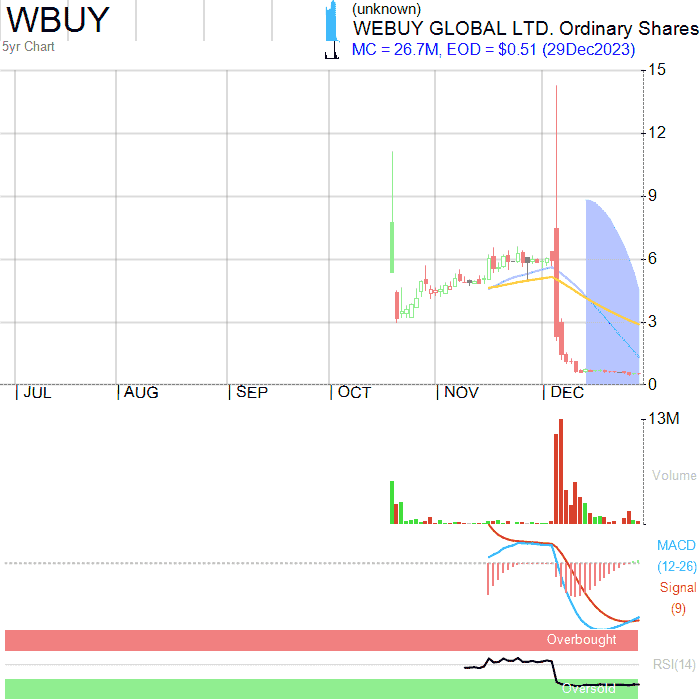 WBUY
5yr Chart
(unknown)
WEBUY GLOBAL LTD. Ordinary Shares
MC = 26.7M, EOD = $0.51 (29Dec2023)
15
12
9
6
3
0
JUL AUG SEP OCT NOV DEC
13M
Volume
MACD
(12-26)
Signal
(9)
Overbought
RSI(14)
Oversold